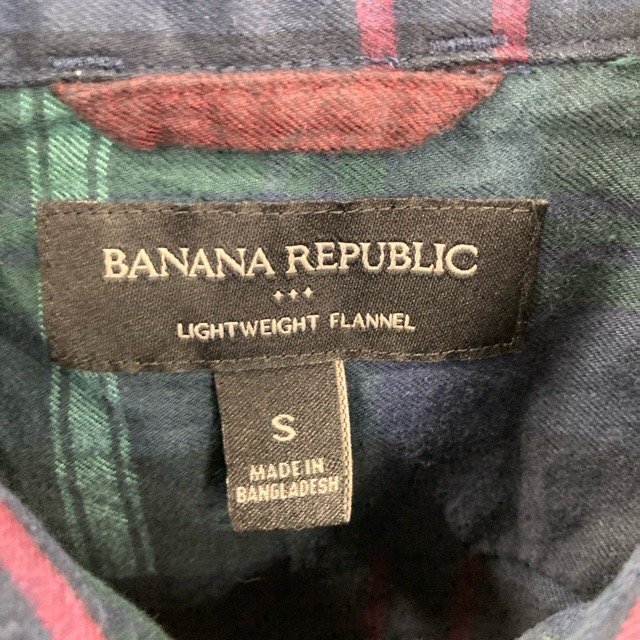 BANANA REPUBLIC
LIGHTWEIGHT FLANNEL
S
MADE IN
BANGLADESH